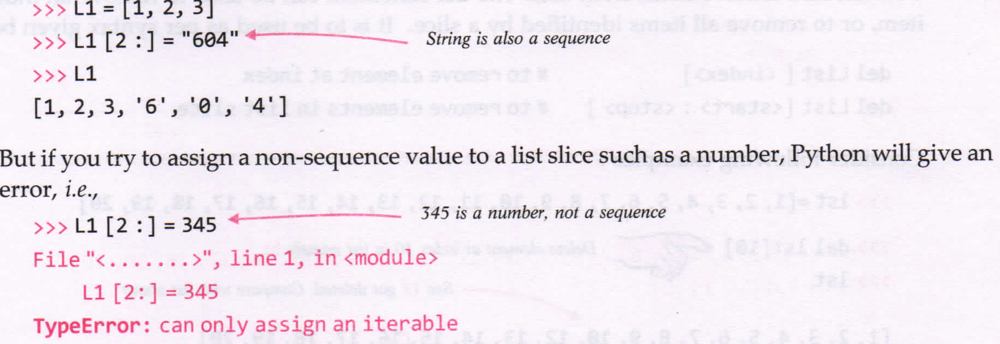 >>> L1 = [1, 2, 3]
>>> L1 [2 :] = "604" String is also a sequence
>>> L1
[1, 2, 3, '6', '0', '4']
But if you try to assign a non-sequence value to a list slice such as a number, Python will give an
error, i.e.,
>>> L1 [2 :] = 345 345 is a number, not a sequence
File "<.......>", line 1, in <module>
L1 [2:] = 345
TypeError: can only assign an iterable